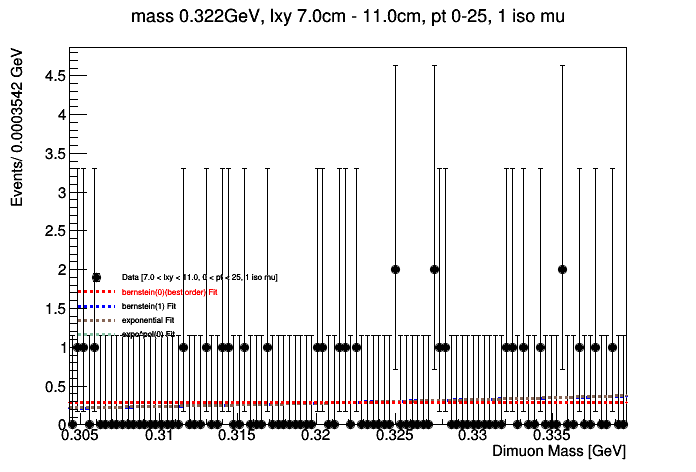 mass 0.322GeV, lxy 7.0cm - 11.0cm, pt 0-25, 1 iso mu
Events/ 0.0003542 GeV
4.5
4
3.5
3
2.5
2
1.5
1
0.5
0
Data [7.0 < lxy < 11.0, 0 < pt < 25, 1 iso mu]
bernstein(0)(best order) Fit
bernstein(1) Fit
exponential Fit
expo*pol(0) Fit
0.305 0.31 0.315 0.32 0.325 0.33 0.335
Dimuon Mass [GeV]